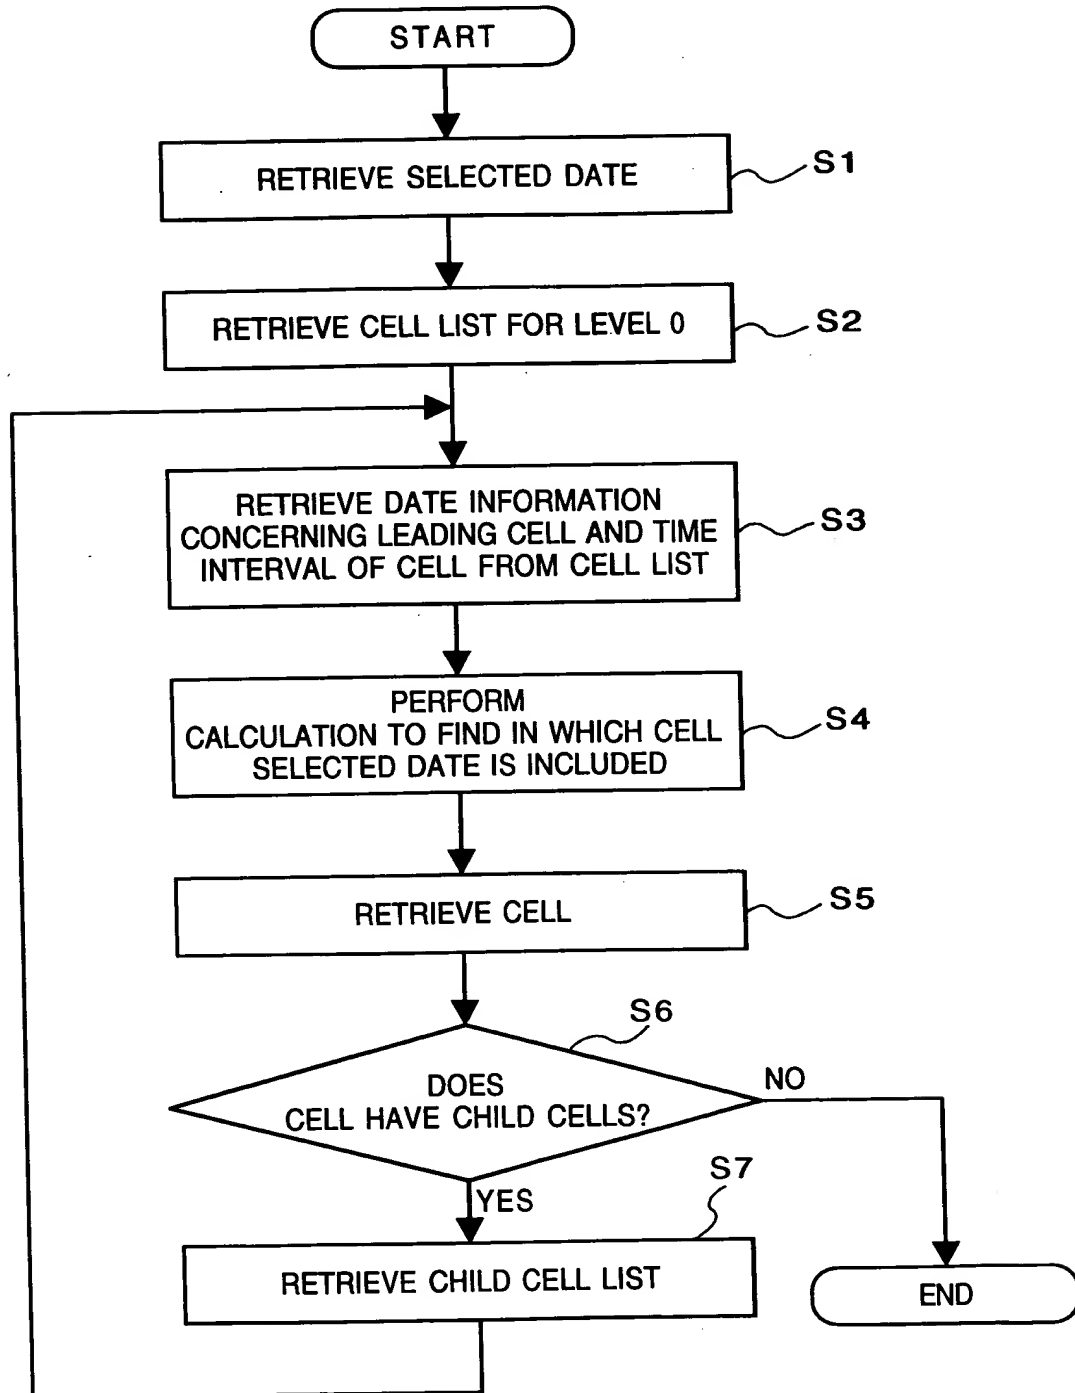 START
RETRIEVE SELECTED DATE
S1
RETRIEVE CELL LIST FOR LEVEL 0
S2
RETRIEVE DATE INFORMATION
CONCERNING LEADING CELL AND TIME
INTERVAL OF CELL FROM CELL LIST
S3
PERFORM
CALCULATION TO FIND IN WHICH CELL
SELECTED DATE IS INCLUDED
S4
RETRIEVE CELL
S5
S6
DOES
CELL HAVE CHILD CELLS?
NO
YES
S7
RETRIEVE CHILD CELL LIST
END